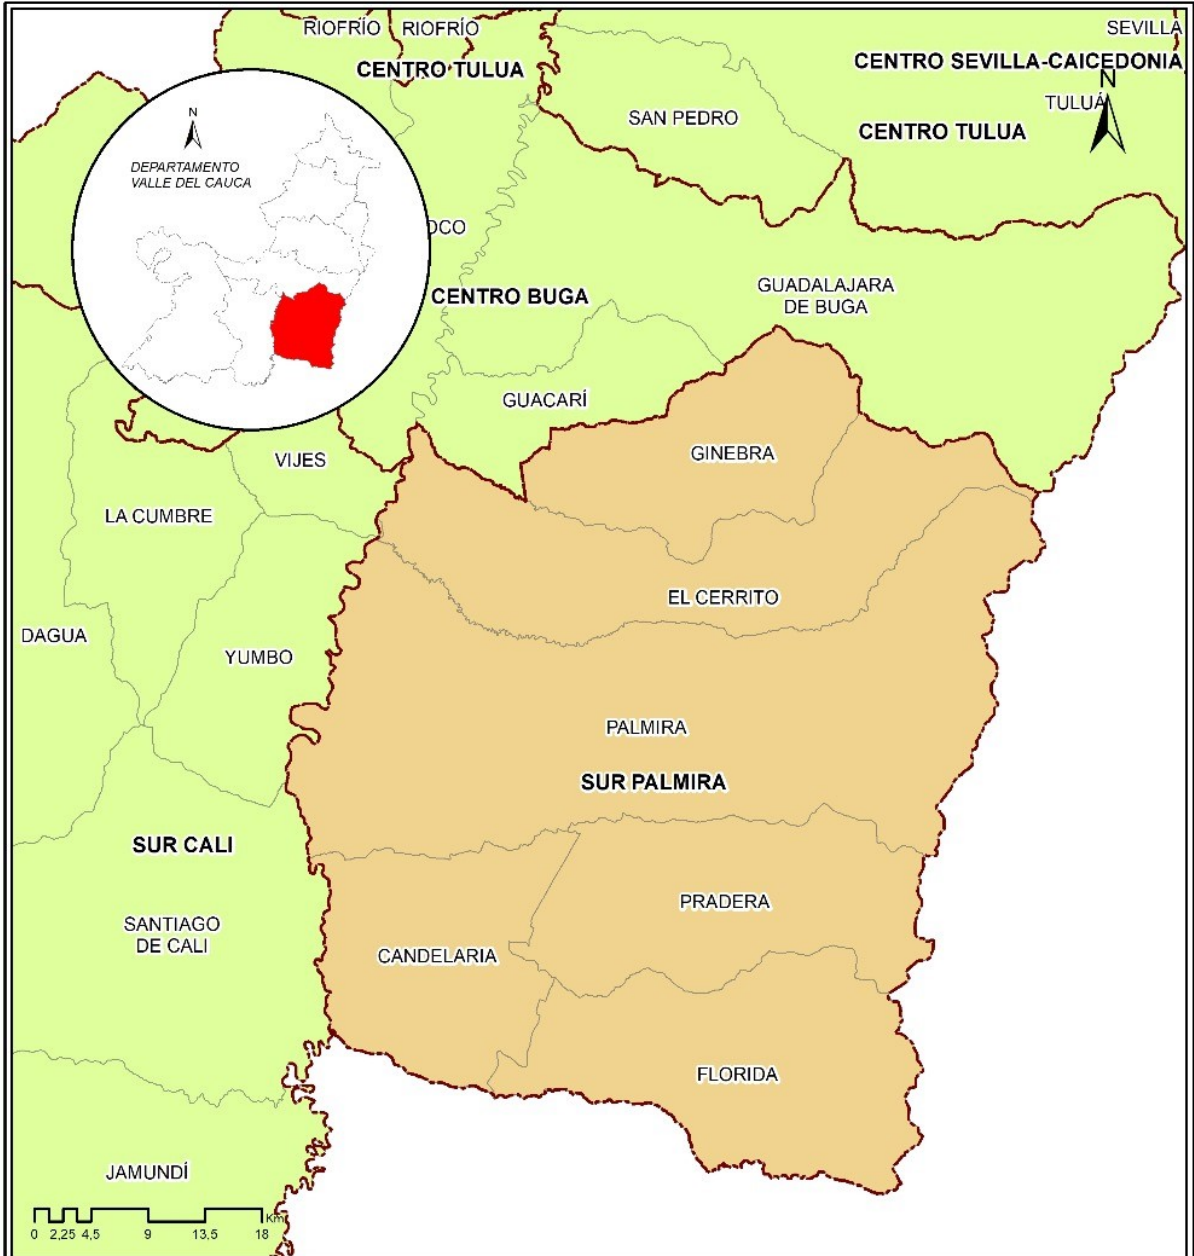 RIOFRÍO
RIOFRÍO
SEVILLA
CENTRO TULUA
CENTRO SEVILLA-CAICEDONIA
N
TULUÁ
SAN PEDRO
CENTRO TULUA
N
DEPARTAMENTO
VALLE DEL CAUCA
OCO
CENTRO BUGA
GUADALAJARA
DE BUGA
GUACARÍ
GINEBRA
VIJES
LA CUMBRE
EL CERRITO
DAGUA
YUMBO
PALMIRA
SUR PALMIRA
SUR CALI
PRADERA
SANTIAGO
DE CALI
CANDELARIA
FLORIDA
JAMUNDÍ
Km
0 2,25 4,5 9 13,5 18